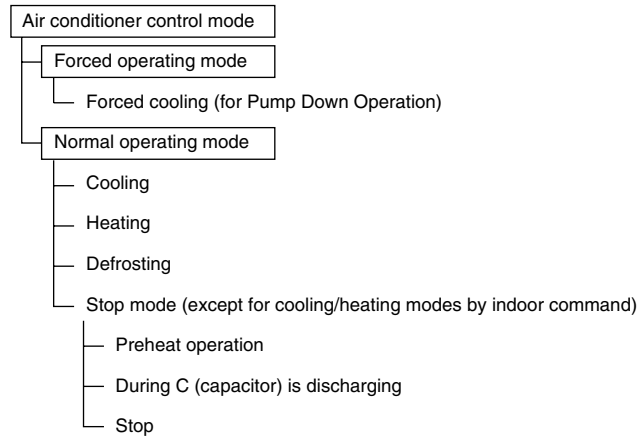 Air conditioner control mode
Forced operating mode
Forced cooling (for Pump Down Operation)
Normal operating mode
Cooling
Heating
Defrosting
Stop mode (except for cooling/heating modes by indoor command)
Preheat operation
During C (capacitor) is discharging
Stop